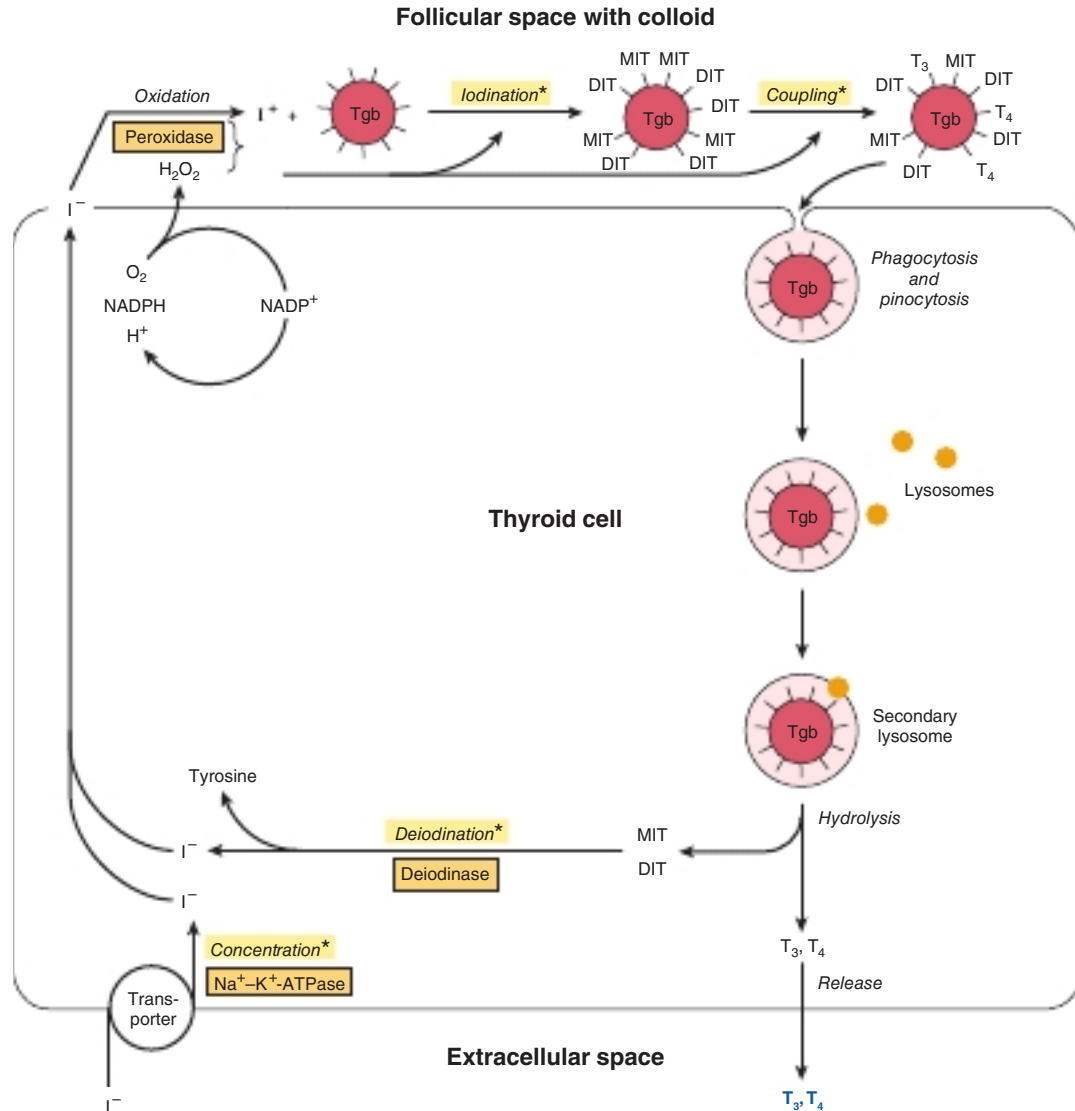 Follicular space with colloid
Oxidation
Peroxidase
H₂O₂
I⁺ +
Tgb
Iodination*
MIT MIT
DIT DIT
DIT
Tgb
MIT MIT
DIT DIT
Coupling*
T₃ MIT
DIT DIT
Tgb T₄
MIT DIT
DIT T₄
I⁻
O₂
NADPH NADP⁺
H⁺
Tgb
Phagocytosis
and
pinocytosis
Thyroid cell
Tgb
Lysosomes
Tgb
Secondary
lysosome
Hydrolysis
Tyrosine
I⁻
Deiodination*
Deiodinase
MIT
DIT
I⁻
Concentration*
Na⁺–K⁺-ATPase
Trans-
porter
T₃, T₄
Release
Extracellular space
I⁻
T₃, T₄